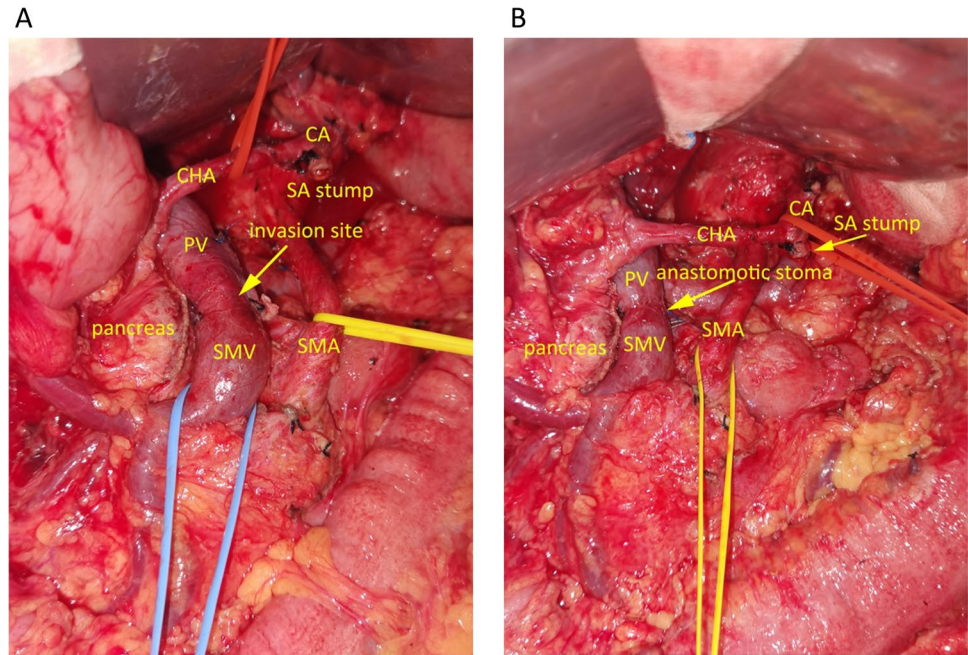 A
CA
CHA
SA stump
PV
invasion site
pancreas
SMV
SMA
B
CA
SA stump
CHA
PV
anastomotic stoma
SMA
SMV
pancreas